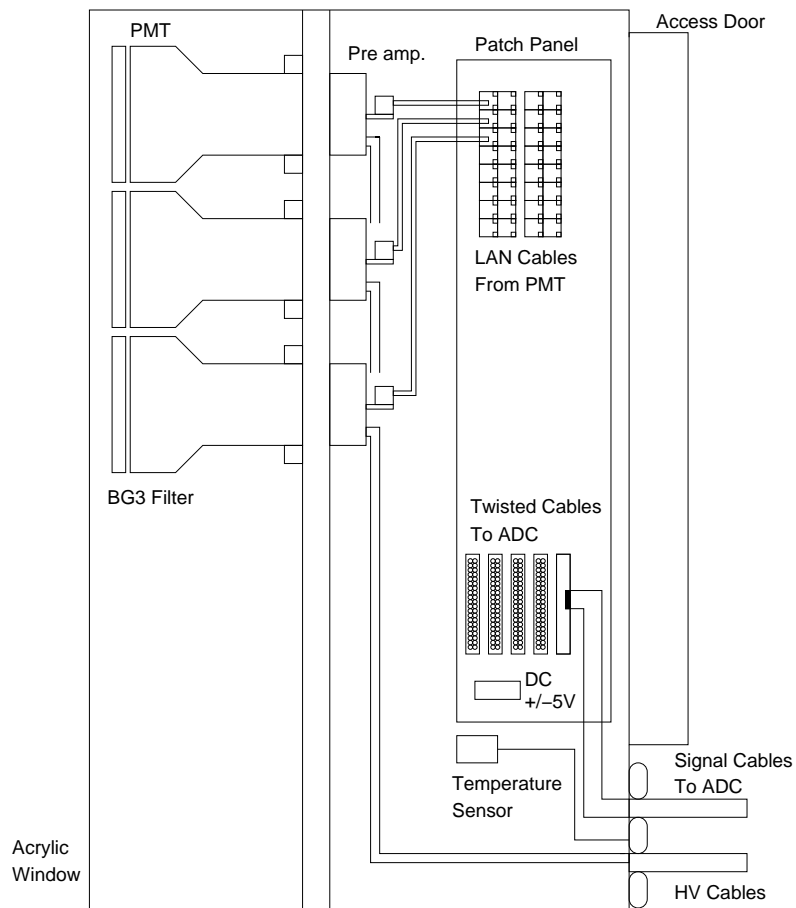 PMT
Access Door
Pre amp.
Patch Panel
LAN Cables
From PMT
BG3 Filter
Twisted Cables
To ADC
DC
+/−5V
Temperature
Sensor
Signal Cables
To ADC
Acrylic
Window
HV Cables